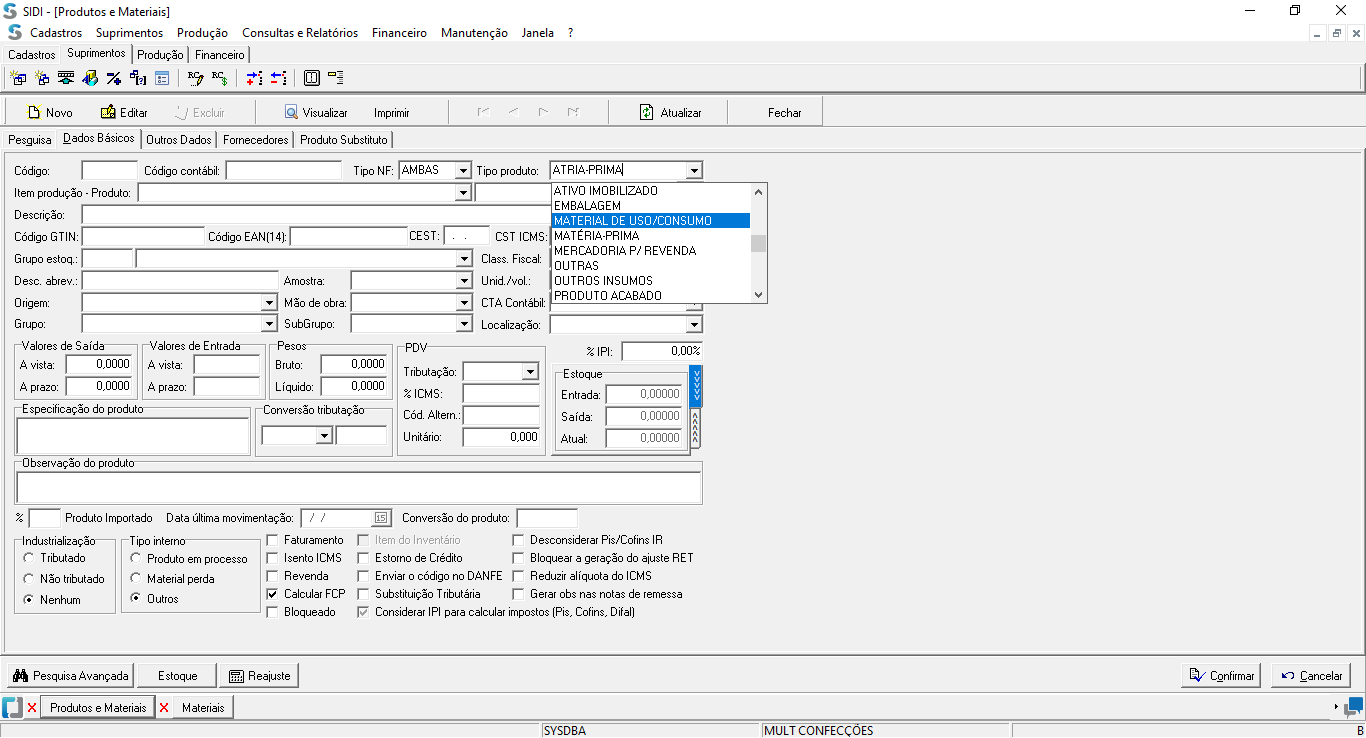 SIDI - [Produtos e Materiais]
Cadastros Suprimentos Produção Consultas e Relatórios Financeiro Manutenção Janela ?
Cadastros Suprimentos Produção Financeiro
Novo Editar Excluir Visualizar Imprimir Atualizar Fechar
Pesquisa Dados Básicos Outros Dados Fornecedores Produto Substituto
Código: Código contábil: Tipo NF: AMBAS Tipo produto: ATRIA-PRIMA
Item produção - Produto:
ATIVO IMOBILIZADO
EMBALAGEM
MATERIAL DE USO/CONSUMO
MATÉRIA-PRIMA
MERCADORIA P/ REVENDA
OUTRAS
OUTROS INSUMOS
PRODUTO ACABADO
Descrição:
Código GTIN: Código EAN(14): CEST: . . CST ICMS:
Grupo estoq.: Class. Fiscal:
Desc. abrev.: Amostra: Unid./vol.:
Origem: Mão de obra: CTA Contábil:
Grupo: SubGrupo: Localização:
Valores de Saída Valores de Entrada Pesos PDV % IPI: 0,00%
A vista: 0,0000 A vista: Bruto: 0,0000 Tributação: Estoque
A prazo: 0,0000 A prazo: Líquido: 0,0000 % ICMS: Entrada: 0,00000
Especificação do produto Conversão tributação Cód. Altern.: Saída: 0,00000
Unitário: 0,000 Atual: 0,00000
Observação do produto
% Produto Importado Data última movimentação: / / 15 Conversão do produto:
Industrialização Tipo interno Faturamento Item do Inventário Desconsiderar Pis/Cofins IR
Tributado Produto em processo Isento ICMS Estorno de Crédito Bloquear a geração do ajuste RET
Não tributado Material perda Revenda Enviar o código no DANFE Reduzir alíquota do ICMS
Nenhum Outros Calcular FCP Substituição Tributária Gerar obs nas notas de remessa
Bloqueado Considerar IPI para calcular impostos (Pis, Cofins, Difal)
Pesquisa Avançada Estoque Reajuste Confirmar Cancelar
Produtos e Materiais Materiais
SYSDBA MULT CONFECÇÕES B